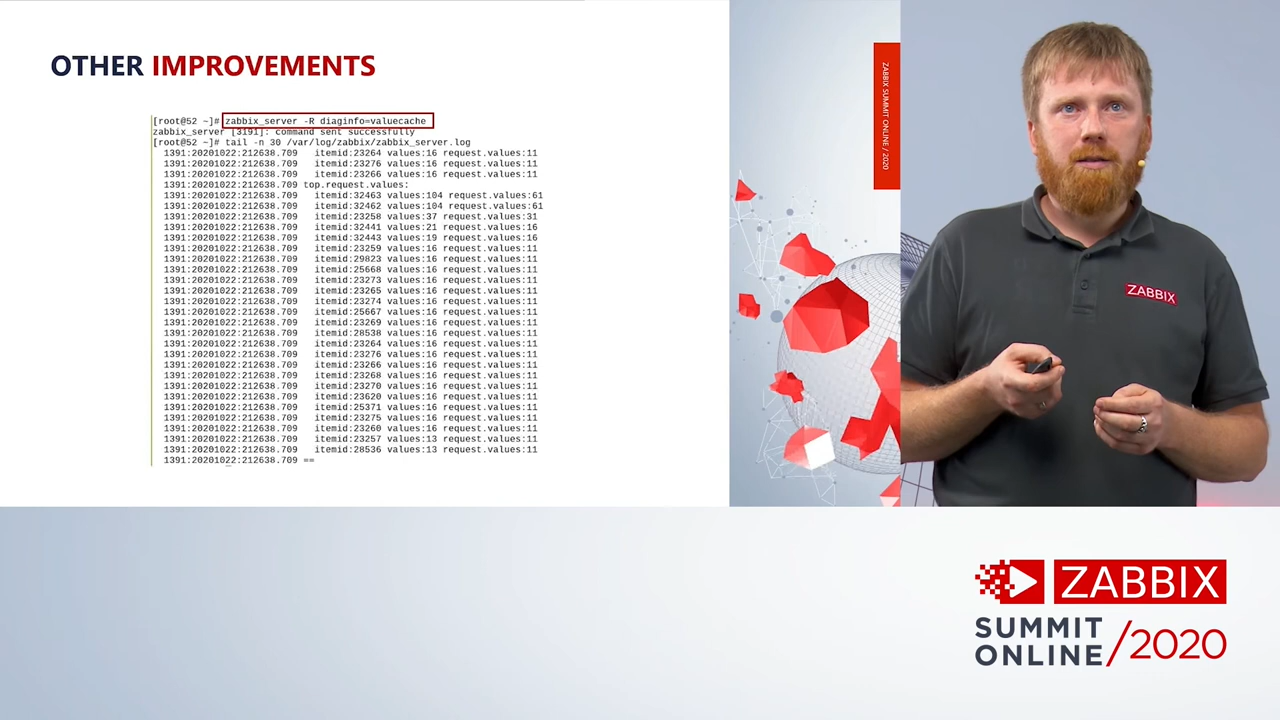 OTHER IMPROVEMENTS
[root@52 ~]# zabbix_server -R diaginfo=valuecache
zabbix_server [3191]: command sent successfully
[root@52 ~]# tail -n 30 /var/log/zabbix/zabbix_server.log
1391:20201022:212638.709 itemid:23264 values:16 request.values:11
1391:20201022:212638.709 itemid:23276 values:16 request.values:11
1391:20201022:212638.709 itemid:23266 values:16 request.values:11
1391:20201022:212638.709 top.request.values:
1391:20201022:212638.709 itemid:32463 values:104 request.values:61
1391:20201022:212638.709 itemid:32462 values:104 request.values:61
1391:20201022:212638.709 itemid:23258 values:37 request.values:31
1391:20201022:212638.709 itemid:32441 values:21 request.values:16
1391:20201022:212638.709 itemid:32443 values:19 request.values:16
1391:20201022:212638.709 itemid:23259 values:16 request.values:11
1391:20201022:212638.709 itemid:29823 values:16 request.values:11
1391:20201022:212638.709 itemid:25668 values:16 request.values:11
1391:20201022:212638.709 itemid:23273 values:16 request.values:11
1391:20201022:212638.709 itemid:23265 values:16 request.values:11
1391:20201022:212638.709 itemid:23274 values:16 request.values:11
1391:20201022:212638.709 itemid:25667 values:16 request.values:11
1391:20201022:212638.709 itemid:23269 values:16 request.values:11
1391:20201022:212638.709 itemid:28538 values:16 request.values:11
1391:20201022:212638.709 itemid:23264 values:16 request.values:11
1391:20201022:212638.709 itemid:23276 values:16 request.values:11
1391:20201022:212638.709 itemid:23266 values:16 request.values:11
1391:20201022:212638.709 itemid:23268 values:16 request.values:11
1391:20201022:212638.709 itemid:23270 values:16 request.values:11
1391:20201022:212638.709 itemid:23620 values:16 request.values:11
1391:20201022:212638.709 itemid:25371 values:16 request.values:11
1391:20201022:212638.709 itemid:23275 values:16 request.values:11
1391:20201022:212638.709 itemid:23260 values:16 request.values:11
1391:20201022:212638.709 itemid:23257 values:13 request.values:11
1391:20201022:212638.709 itemid:28536 values:13 request.values:11
1391:20201022:212638.709 ==
ZABBIX SUMMIT ONLINE / 2020
ZABBIX
ZABBIX
SUMMIT
ONLINE /2020